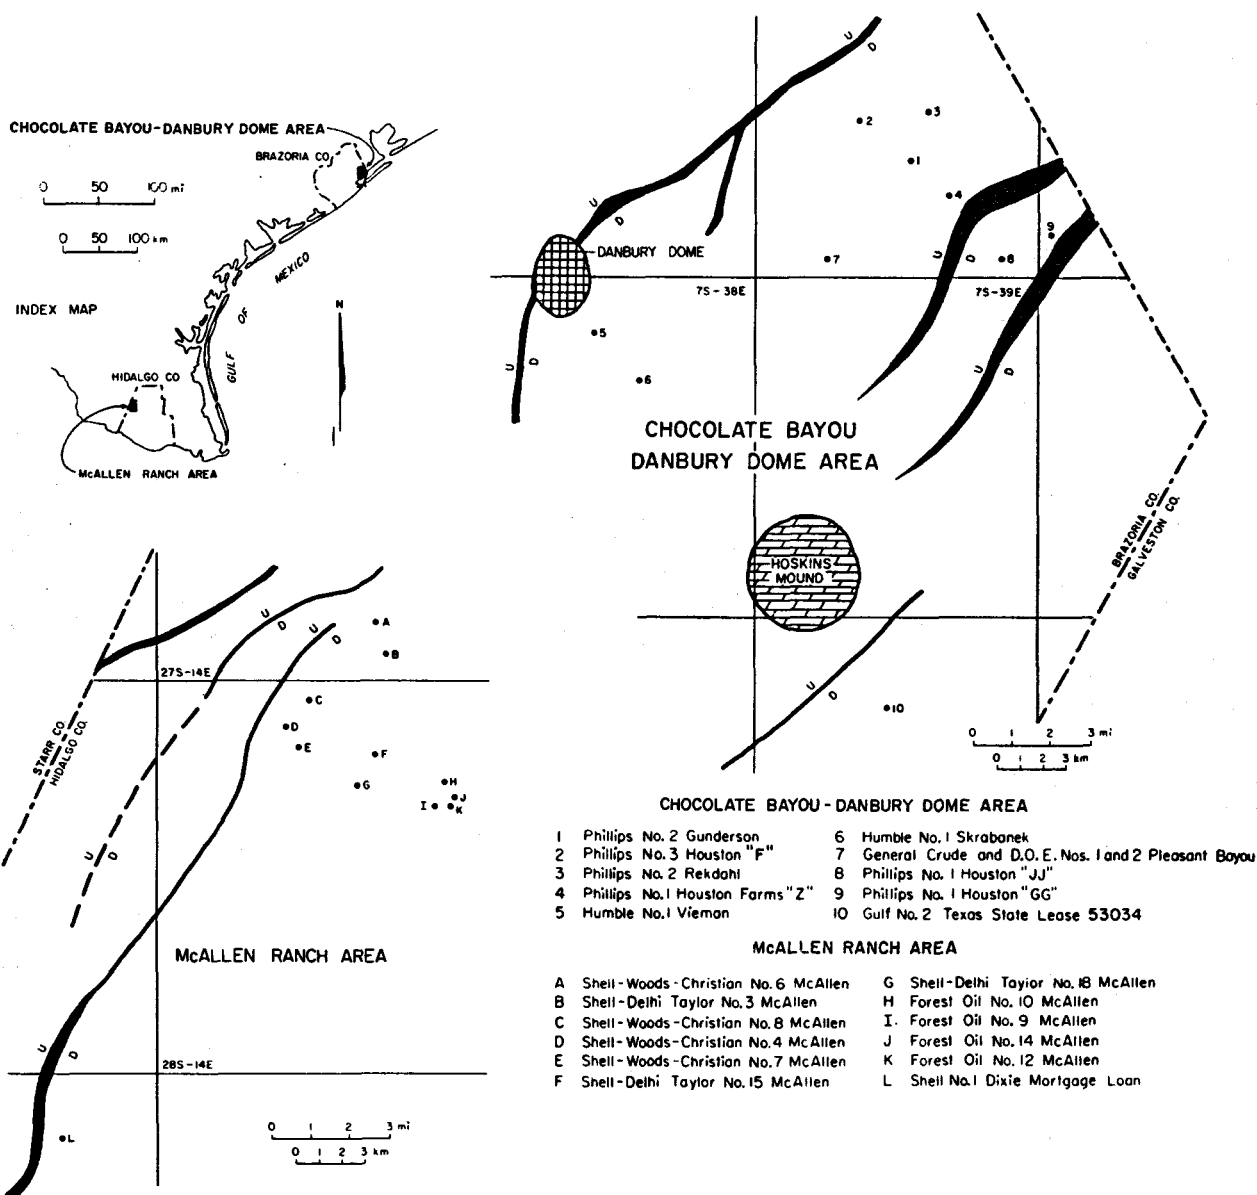 CHOCOLATE BAYOU-DANBURY DOME AREA
BRAZORIA CO.
0 50 100 mi
0 50 100 km
GULF OF MEXICO
INDEX MAP
N
HIDALGO CO
McALLEN RANCH AREA
U
D
2
3
1
4
9
U
D
DANBURY DOME
7
U
D
8
7S-38E
7S-39E
5
U
D
6
U
D
CHOCOLATE BAYOU
DANBURY DOME AREA
BRAZORIA CO.
GALVESTON CO.
HOSKINS
MOUND
U
D
10
0 1 2 3 mi
0 1 2 3 km
U
D
U
D
A
B
27S-14E
C
D
E
F
G
H
I
J
K
STARR CO.
HIDALGO CO.
U
D
McALLEN RANCH AREA
U
D
28S-14E
L
0 1 2 3 mi
0 1 2 3 km
CHOCOLATE BAYOU-DANBURY DOME AREA
1 Phillips No. 2 Gunderson
2 Phillips No. 3 Houston "F"
3 Phillips No. 2 Rekdahl
4 Phillips No. 1 Houston Farms "Z"
5 Humble No. 1 Vieman
6 Humble No. 1 Skrabanek
7 General Crude and D.O.E. Nos. 1 and 2 Pleasant Bayou
8 Phillips No. 1 Houston "JJ"
9 Phillips No. 1 Houston "GG"
10 Gulf No. 2 Texas State Lease 53034
McALLEN RANCH AREA
A Shell-Woods-Christian No. 6 McAllen
B Shell-Delhi Taylor No. 3 McAllen
C Shell-Woods-Christian No. 8 McAllen
D Shell-Woods-Christian No. 4 McAllen
E Shell-Woods-Christian No. 7 McAllen
F Shell-Delhi Taylor No. 15 McAllen
G Shell-Delhi Taylor No. 18 McAllen
H Forest Oil No. 10 McAllen
I. Forest Oil No. 9 McAllen
J Forest Oil No. 14 McAllen
K Forest Oil No. 12 McAllen
L Shell No. 1 Dixie Mortgage Loan